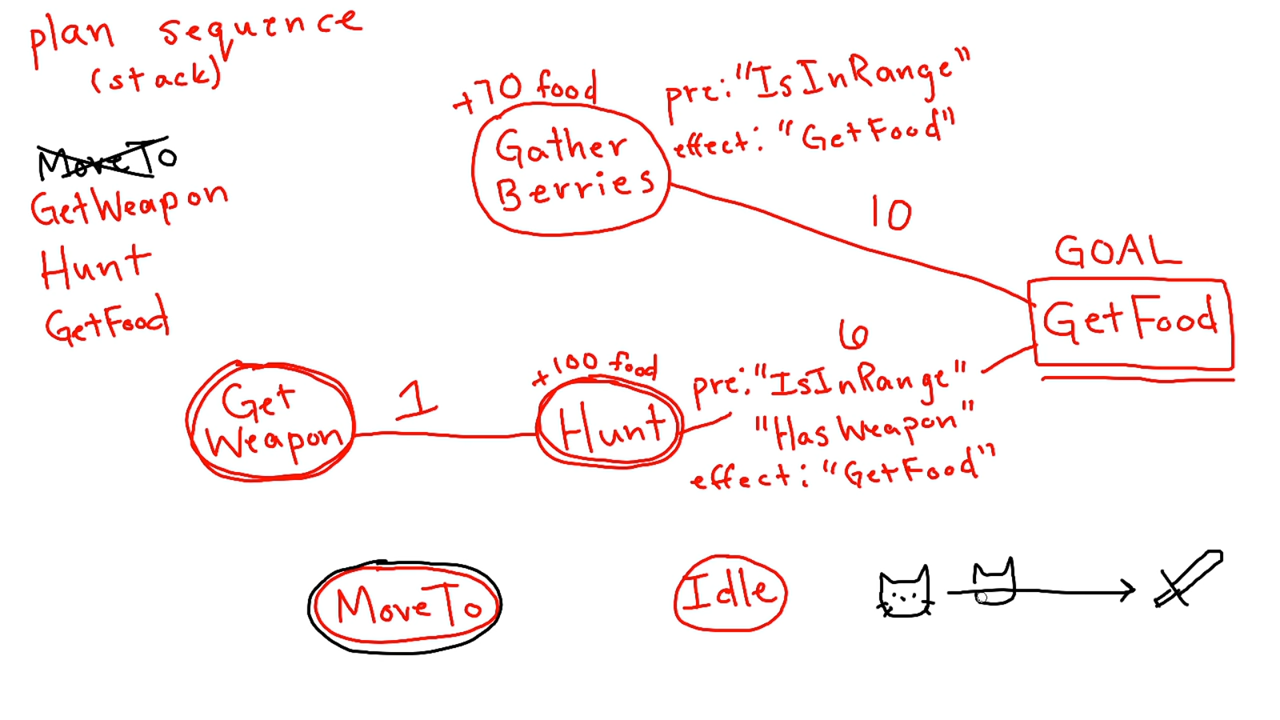 plan sequence
(stack)
MoveTo
GetWeapon
Hunt
GetFood
+70 food
Gather
Berries
pre: "IsInRange"
effect: "GetFood"
10
GOAL
GetFood
6
+100 food
Hunt
pre: "IsInRange"
"HasWeapon"
effect: "GetFood"
1
Get
Weapon
MoveTo
Idle